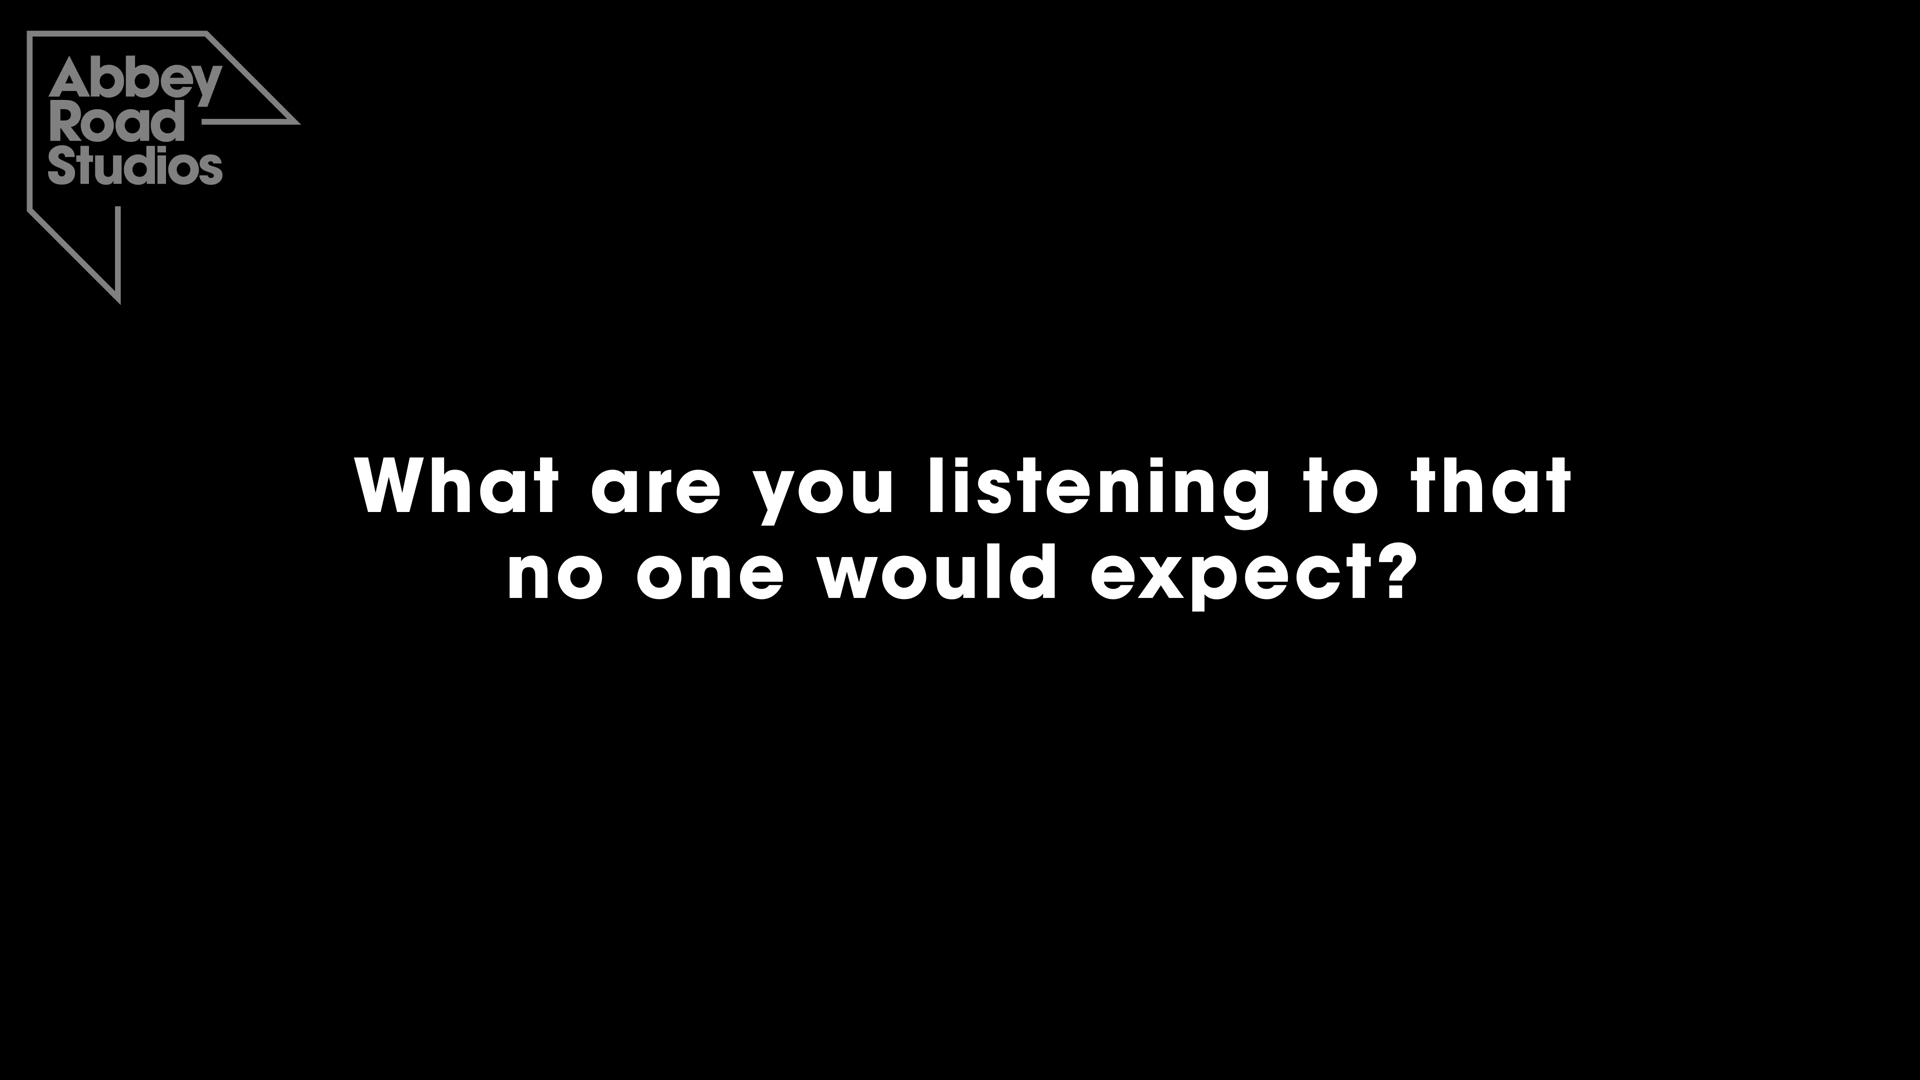 Abbey
Road
Studios
What are you listening to that
no one would expect?